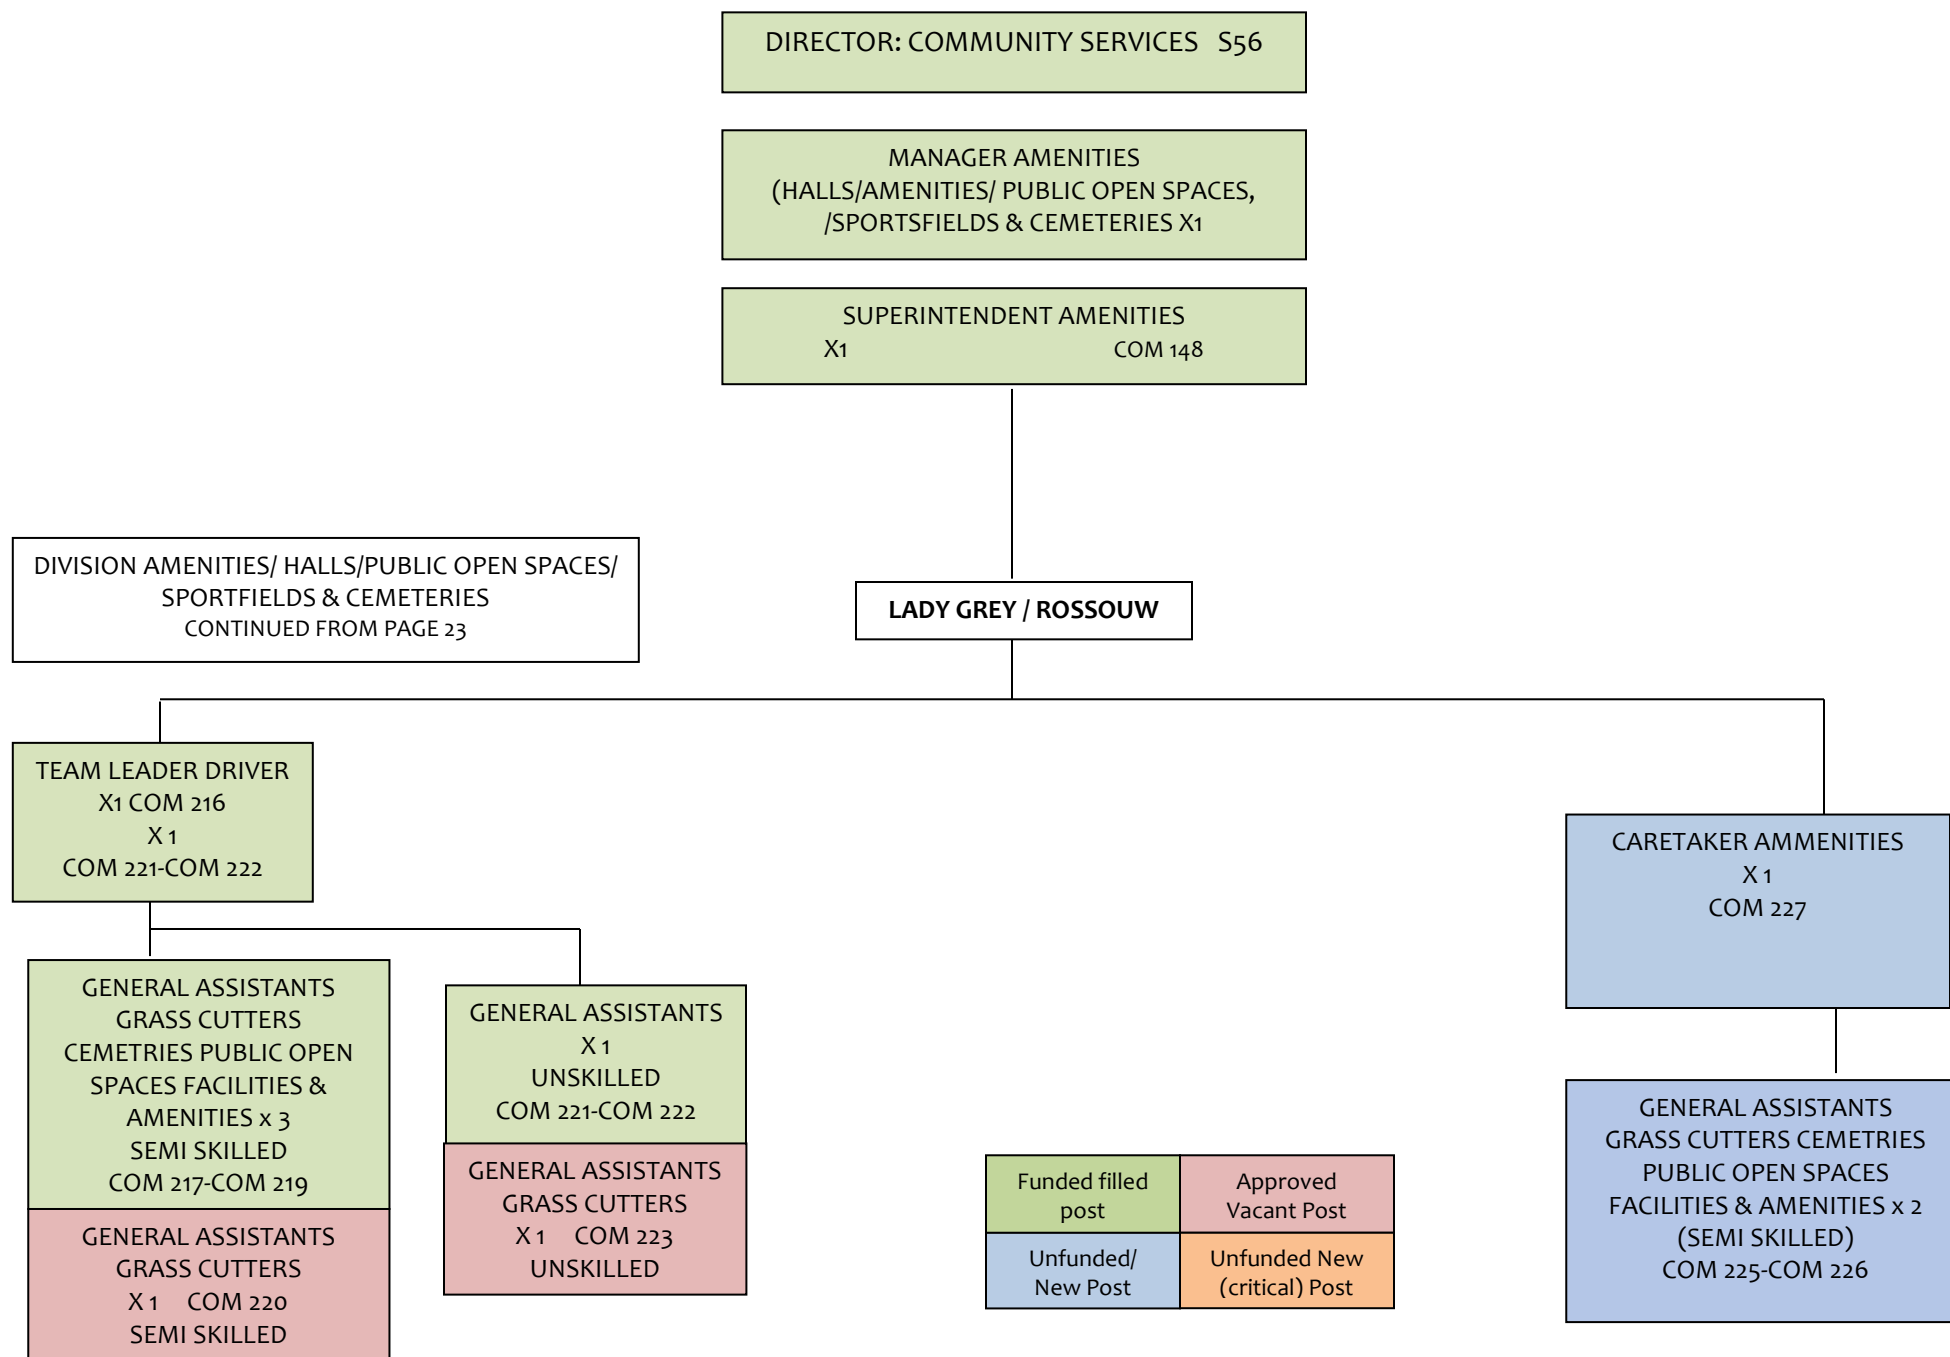 DIRECTOR: COMMUNITY SERVICES S56
MANAGER AMENITIES
(HALLS/AMENITIES/ PUBLIC OPEN SPACES,
/SPORTSFIELDS & CEMETERIES X1
SUPERINTENDENT AMENITIES
X1 COM 148
DIVISION AMENITIES/ HALLS/PUBLIC OPEN SPACES/
SPORTFIELDS & CEMETERIES
CONTINUED FROM PAGE 23
LADY GREY / ROSSOUW
TEAM LEADER DRIVER
X1 COM 216
X 1
COM 221-COM 222
CARETAKER AMMENITIES
X 1
COM 227
GENERAL ASSISTANTS
GRASS CUTTERS
CEMETRIES PUBLIC OPEN
SPACES FACILITIES &
AMENITIES x 3
SEMI SKILLED
COM 217-COM 219
GENERAL ASSISTANTS
GRASS CUTTERS
X 1 COM 220
SEMI SKILLED
GENERAL ASSISTANTS
X 1
UNSKILLED
COM 221-COM 222
GENERAL ASSISTANTS
GRASS CUTTERS
X 1 COM 223
UNSKILLED
Funded filled
post
Approved
Vacant Post
Unfunded/
New Post
Unfunded New
(critical) Post
GENERAL ASSISTANTS
GRASS CUTTERS CEMETRIES
PUBLIC OPEN SPACES
FACILITIES & AMENITIES x 2
(SEMI SKILLED)
COM 225-COM 226